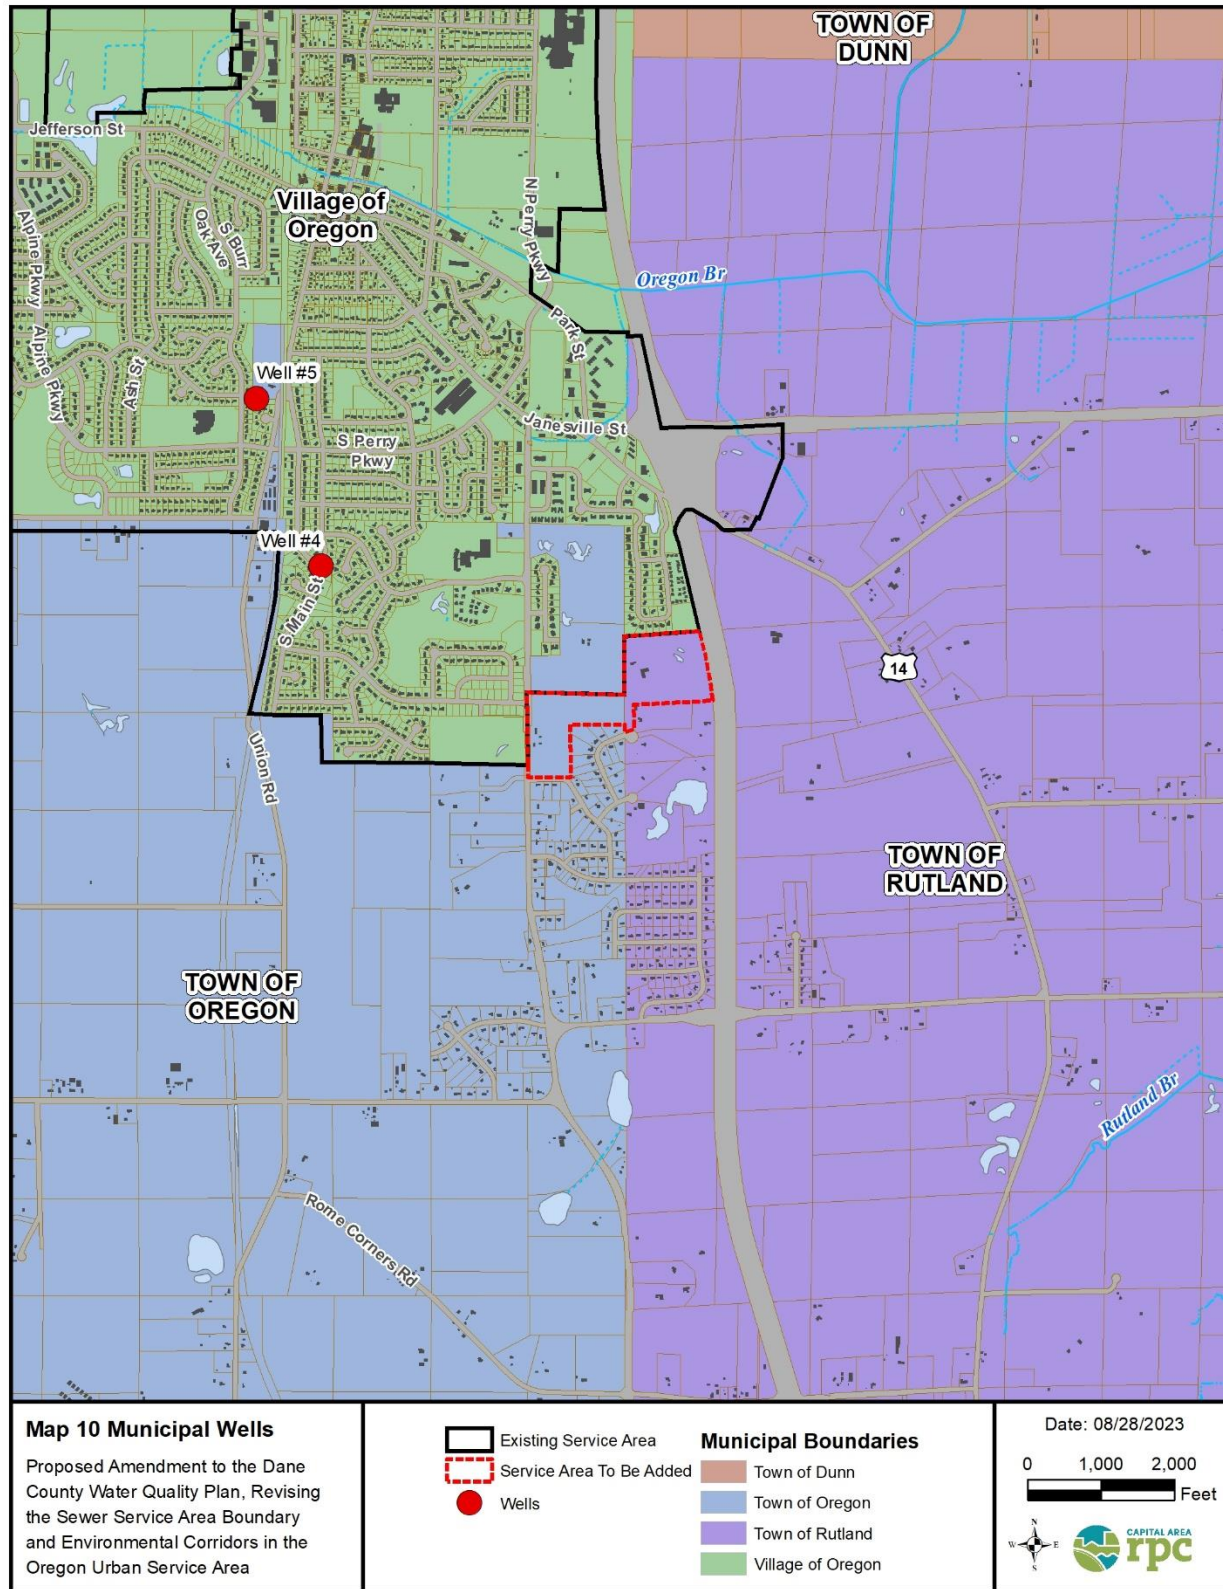 TOWN OF
DUNN
Jefferson St
Village of
Oregon
N Perry Pkwy
S Burr
Oak Ave
Alpine Pkwy
Oregon Br
Alpine Pkwy
Park St
Ash St
Well #5
Janesville St
S Perry
Pkwy
Well #4
S Main St
14
Union Rd
TOWN OF
RUTLAND
TOWN OF
OREGON
Rutland Br
Rome Corners Rd
Map 10 Municipal Wells
Proposed Amendment to the Dane
County Water Quality Plan, Revising
the Sewer Service Area Boundary
and Environmental Corridors in the
Oregon Urban Service Area
Existing Service Area
Service Area To Be Added
Wells
Municipal Boundaries
Town of Dunn
Town of Oregon
Town of Rutland
Village of Oregon
Date: 08/28/2023
0 1,000 2,000
Feet
N
W E
S
CAPITAL AREA
rpc